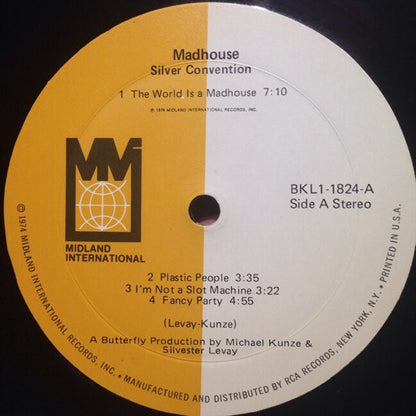 Madhouse
Silver Convention
1 The World Is a Madhouse 7:10
℗ 1976 MIDLAND INTERNATIONAL RECORDS, INC.
MMI
MIDLAND
INTERNATIONAL
BKL1-1824-A
Side A Stereo
2 Plastic People 3:35
3 I'm Not a Slot Machine 3:22
4 Fancy Party 4:55
(Levay-Kunze)
A Butterfly Production by Michael Kunze &
Silvester Levay
© 1974 MIDLAND INTERNATIONAL RECORDS, INC. • MANUFACTURED AND DISTRIBUTED BY RCA RECORDS, NEW YORK, N.Y. • PRINTED IN U.S.A.